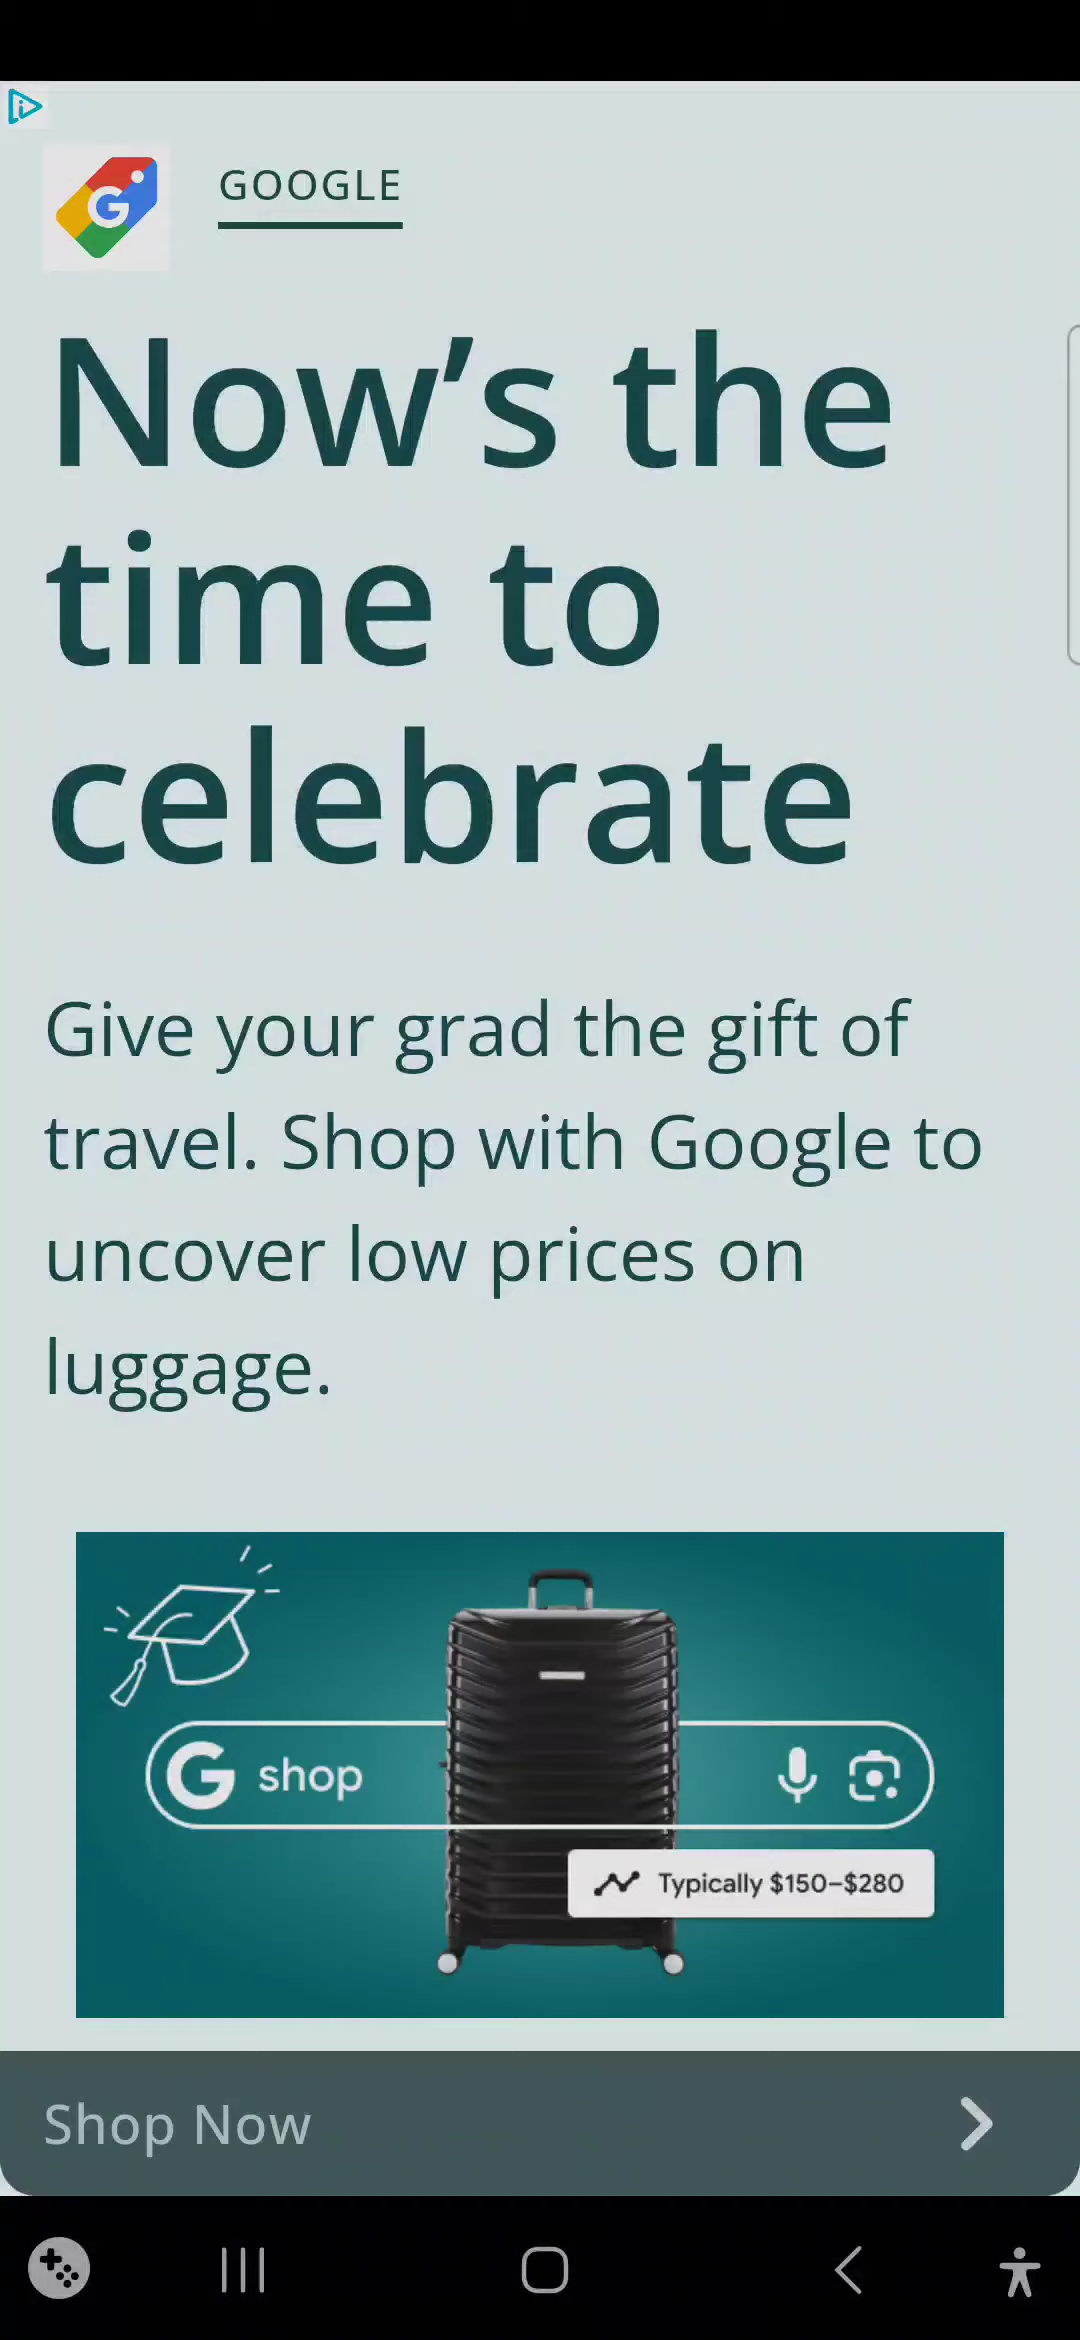 GOOGLE
Now’s the
time to
celebrate
Give your grad the gift of
travel. Shop with Google to
uncover low prices on
luggage.
G shop
Typically $150–$280
Shop Now